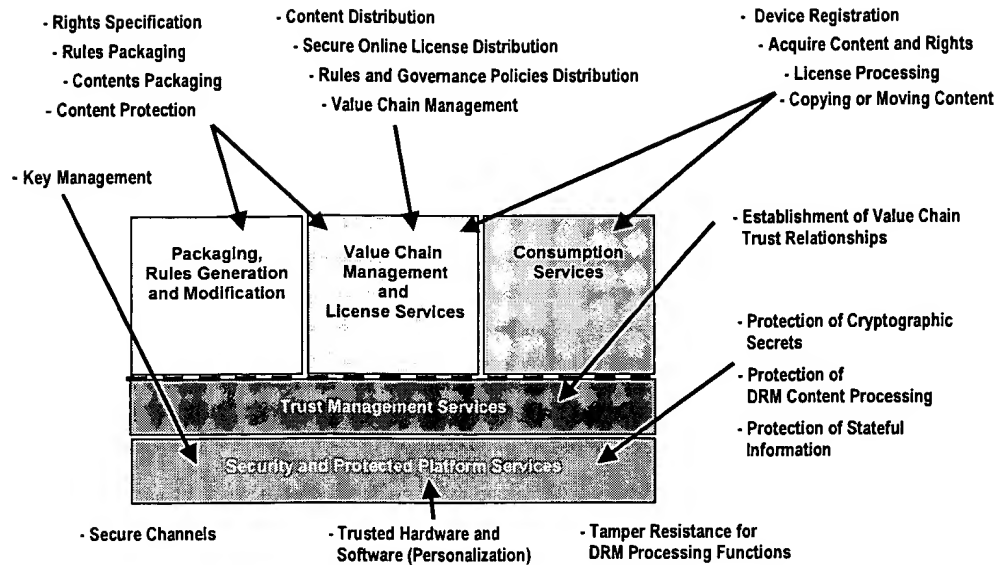 - Rights Specification
- Rules Packaging
- Contents Packaging
- Content Protection
- Content Distribution
- Secure Online License Distribution
- Rules and Governance Policies Distribution
- Value Chain Management
- Device Registration
- Acquire Content and Rights
- License Processing
- Copying or Moving Content
- Key Management
Packaging,
Rules Generation
and Modification
Value Chain
Management
and
License Services
Consumption
Services
- Establishment of Value Chain
Trust Relationships
- Protection of Cryptographic
Secrets
- Protection of
DRM Content Processing
- Protection of Stateful
Information
Trust Management Services
Security and Protected Platform Services
- Secure Channels
- Trusted Hardware and
Software (Personalization)
- Tamper Resistance for
DRM Processing Functions